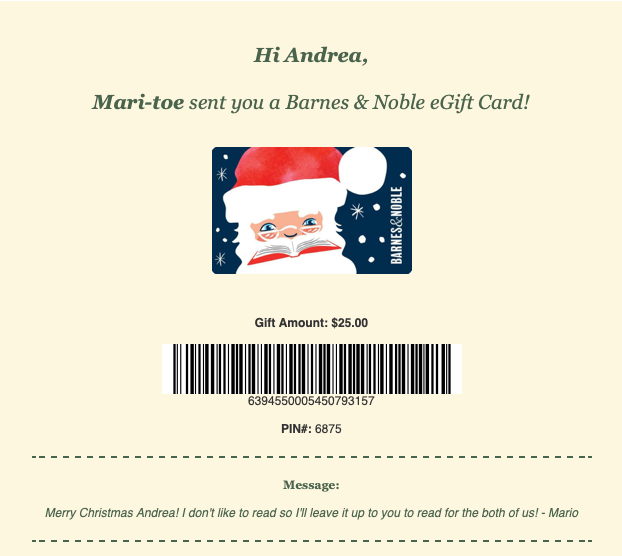 Hi Andrea,
Mari-toe sent you a Barnes & Noble eGift Card!
BARNES&NOBLE
Gift Amount: $25.00
6394550005450793157
PIN#: 6875
Message:
Merry Christmas Andrea! I don't like to read so I'll leave it up to you to read for the both of us! - Mario